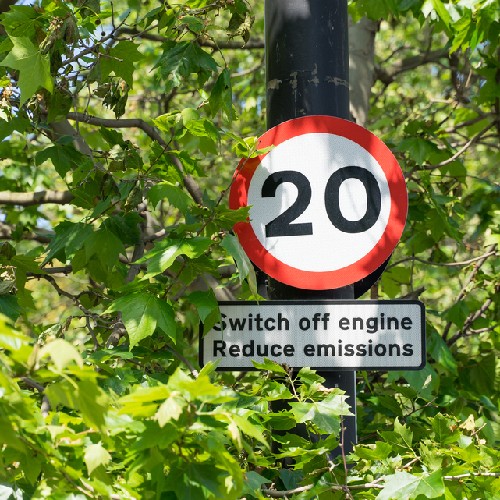 20
Switch off engine
Reduce emissions